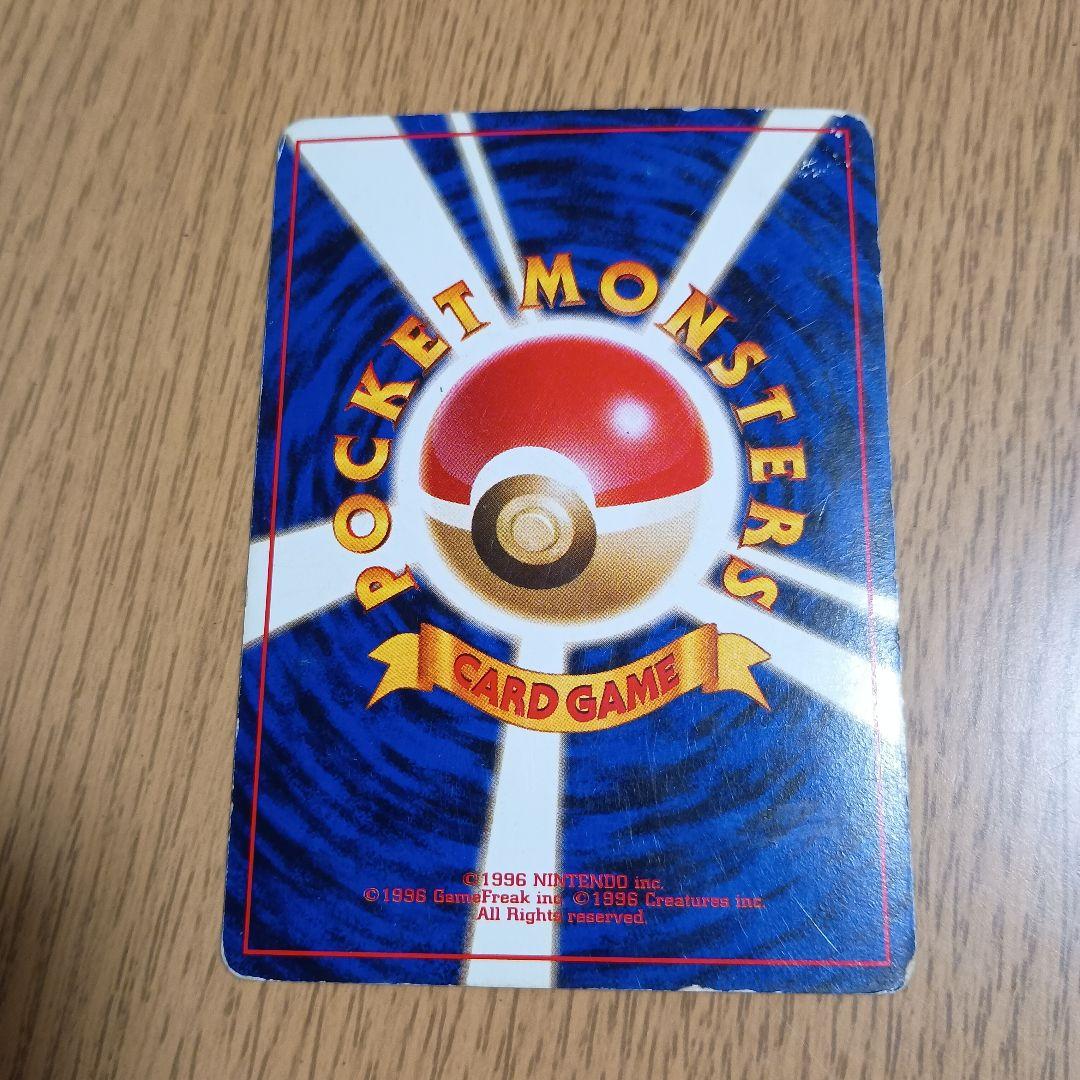 POCKET MONSTERS
CARD GAME
©1996 NINTENDO inc.
©1996 GameFreak inc ©1996 Creatures inc.
All Rights reserved.